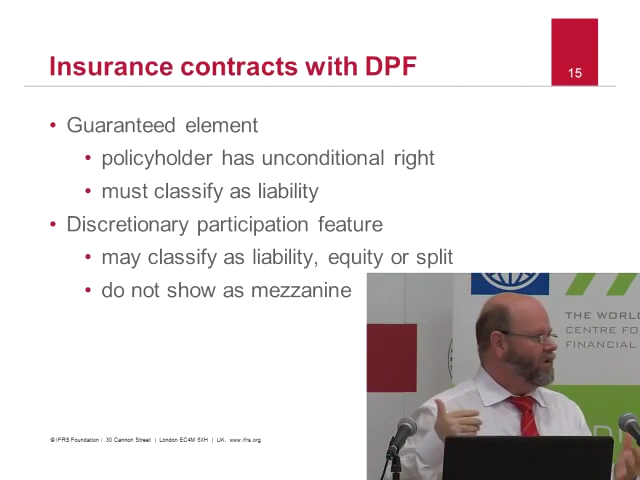 Insurance contracts with DPF
15
• Guaranteed element
• policyholder has unconditional right
• must classify as liability
• Discretionary participation feature
• may classify as liability, equity or split
• do not show as mezzanine
THE WORL
CENTRE FO
FINANCIAL
© IFRS Foundation | 30 Cannon Street | London EC4M 6XH | UK. www.ifrs.org